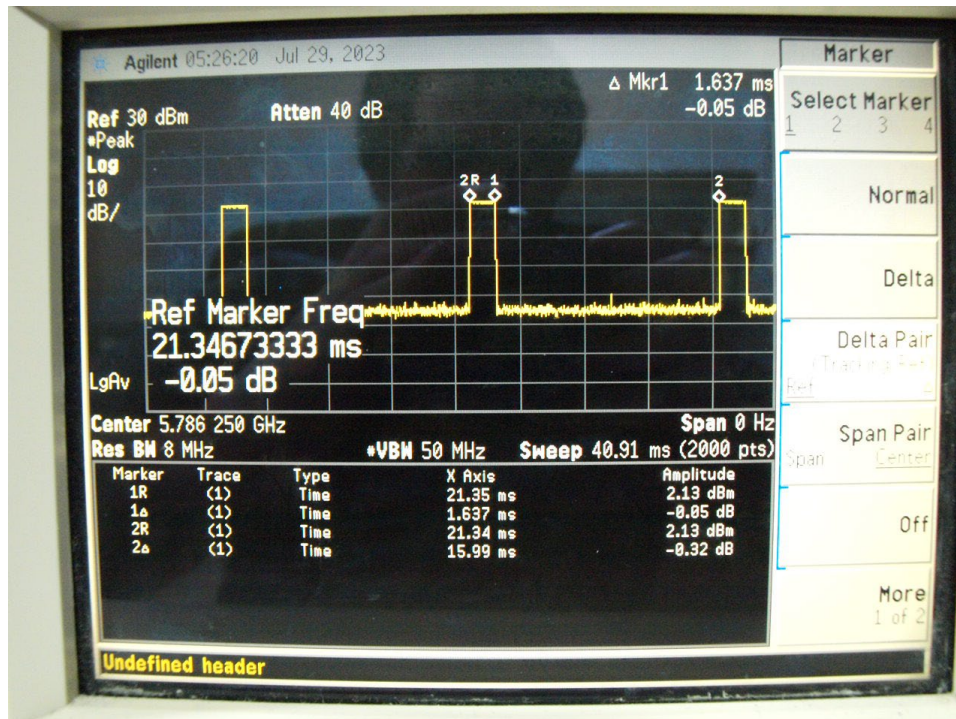 Agilent 05:26:20 Jul 29, 2023
Marker
Δ Mkr1 1.637 ms
Ref 30 dBm Atten 40 dB -0.05 dB
•Peak
Log
10
dB/
2R 1 2
Ref Marker Freq
21.34673333 ms
-0.05 dB
LgAv
Center 5.786 250 GHz Span 0 Hz
Res BW 8 MHz •VBW 50 MHz Sweep 40.91 ms (2000 pts)
Marker Trace Type X Axis Amplitude
1R (1) Time 21.35 ms 2.13 dBm
1Δ (1) Time 1.637 ms -0.05 dB
2R (1) Time 21.34 ms 2.13 dBm
2Δ (1) Time 15.99 ms -0.32 dB
Undefined header
Select Marker
1 2 3 4
Normal
Delta
Delta Pair
(Tracking Ref)
Ref Δ
Span Pair
Span Center
Off
More
1 of 2